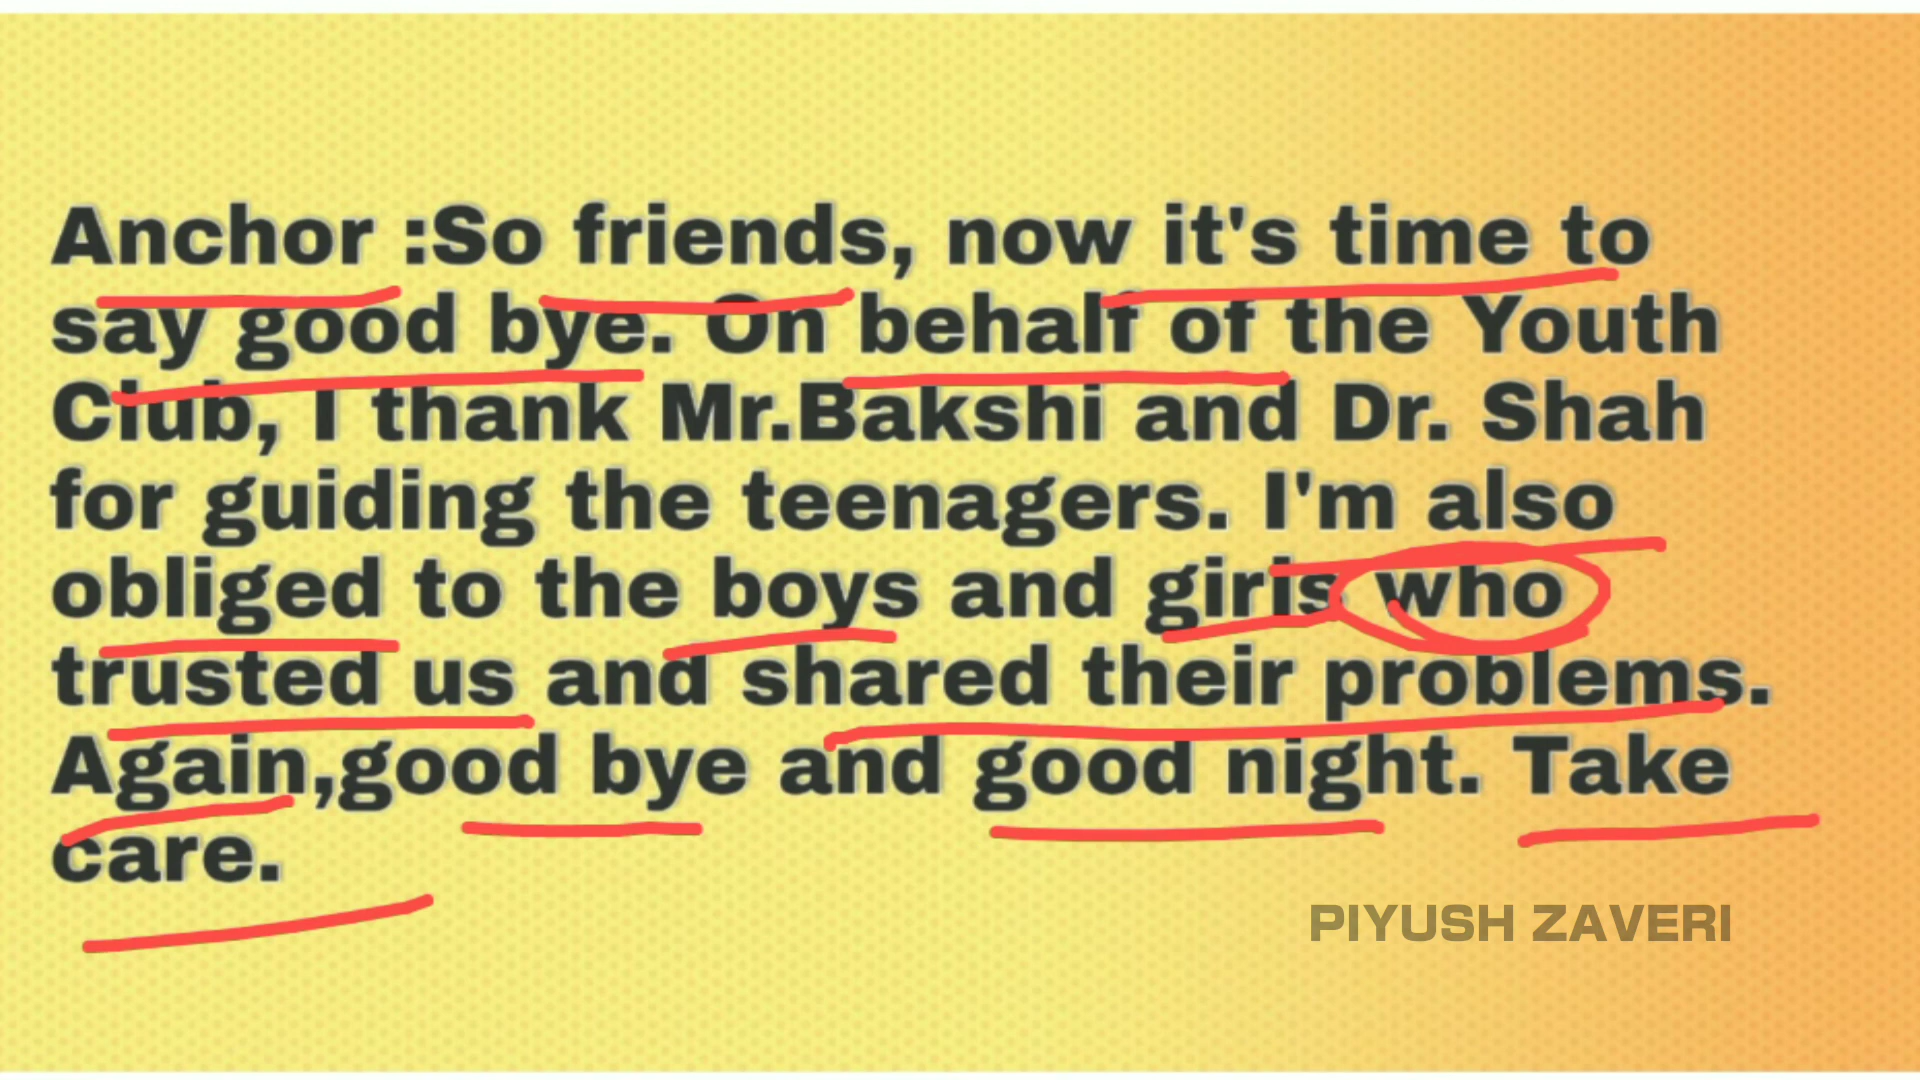 Anchor :So friends, now it's time to
say good bye. On behalf of the Youth
Club, I thank Mr.Bakshi and Dr. Shah
for guiding the teenagers. I'm also
obliged to the boys and girls who
trusted us and shared their problems.
Again,good bye and good night. Take
care.
PIYUSH ZAVERI